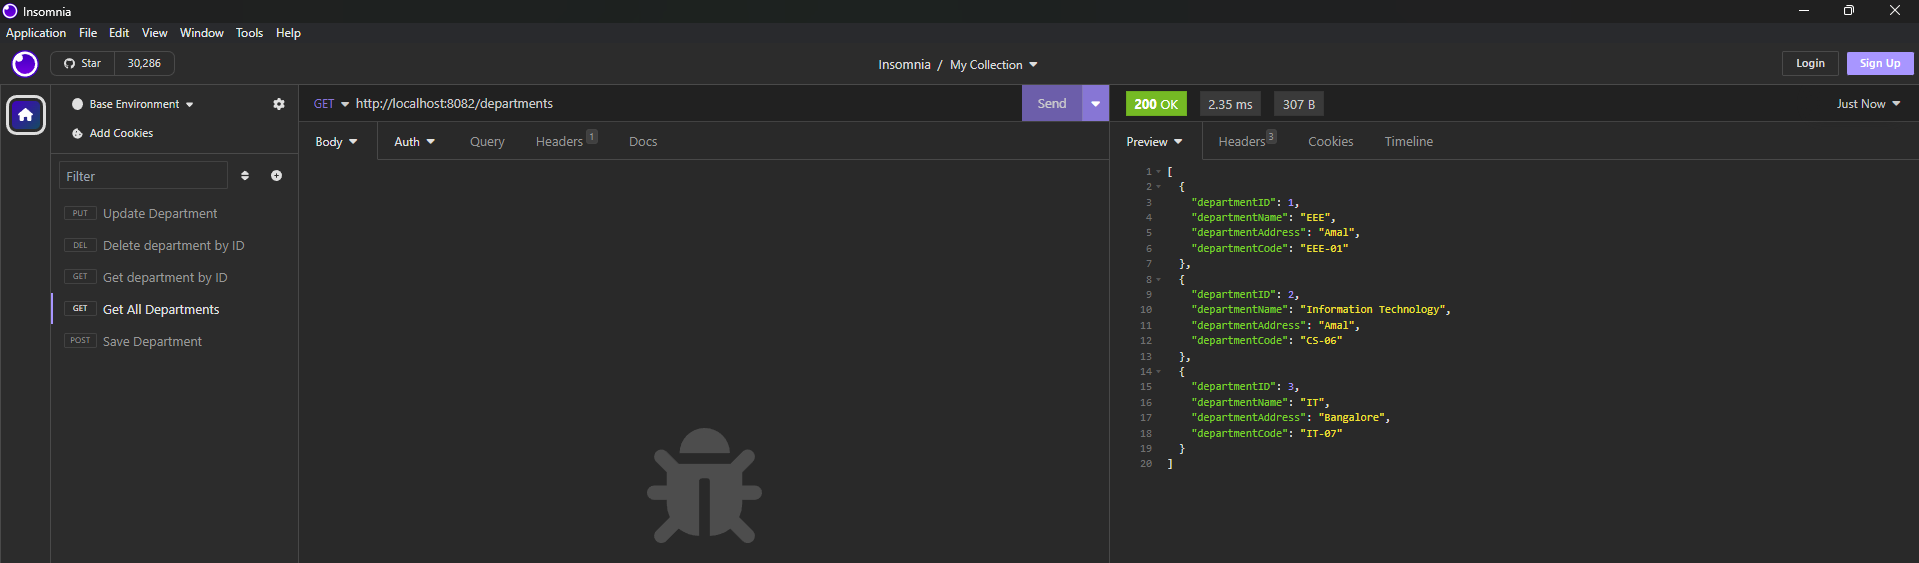 Insomnia
Application File Edit View Window Tools Help
Star 30,286
Insomnia / My Collection
Login Sign Up
Base Environment
Add Cookies
Filter
PUT Update Department
DEL Delete department by ID
GET Get department by ID
GET Get All Departments
POST Save Department
GET http://localhost:8082/departments Send
Body Auth Query Headers 1 Docs
200 OK 2.35 ms 307 B Just Now
Preview Headers 3 Cookies Timeline
1 [
2 {
3 "departmentID": 1,
4 "departmentName": "EEE",
5 "departmentAddress": "Amal",
6 "departmentCode": "EEE-01"
7 },
8 {
9 "departmentID": 2,
10 "departmentName": "Information Technology",
11 "departmentAddress": "Amal",
12 "departmentCode": "CS-06"
13 },
14 {
15 "departmentID": 3,
16 "departmentName": "IT",
17 "departmentAddress": "Bangalore",
18 "departmentCode": "IT-07"
19 }
20 ]